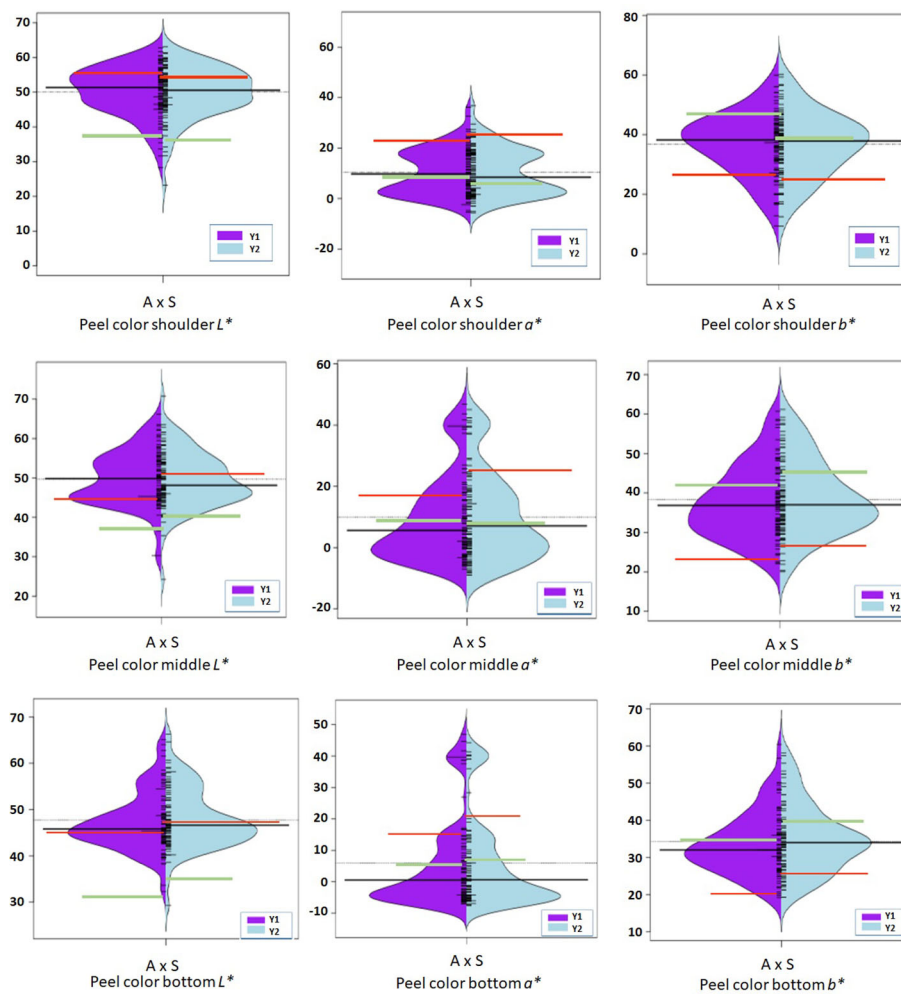 70
60
50
40
30
20
10
0
Y1
Y2
A x S
Peel color shoulder L*
60
40
20
0
-20
Y1
Y2
A x S
Peel color shoulder a*
80
60
40
20
0
Y1
Y2
A x S
Peel color shoulder b*
70
60
50
40
30
20
Y1
Y2
A x S
Peel color middle L*
60
40
20
10
0
-20
Y1
Y2
A x S
Peel color middle a*
70
60
50
40
30
20
10
Y1
Y2
A x S
Peel color middle b*
70
60
50
40
30
Y1
Y2
A x S
Peel color bottom L*
50
40
30
20
10
0
-10
Y1
Y2
A x S
Peel color bottom a*
70
60
50
40
30
20
10
Y1
Y2
A x S
Peel color bottom b*